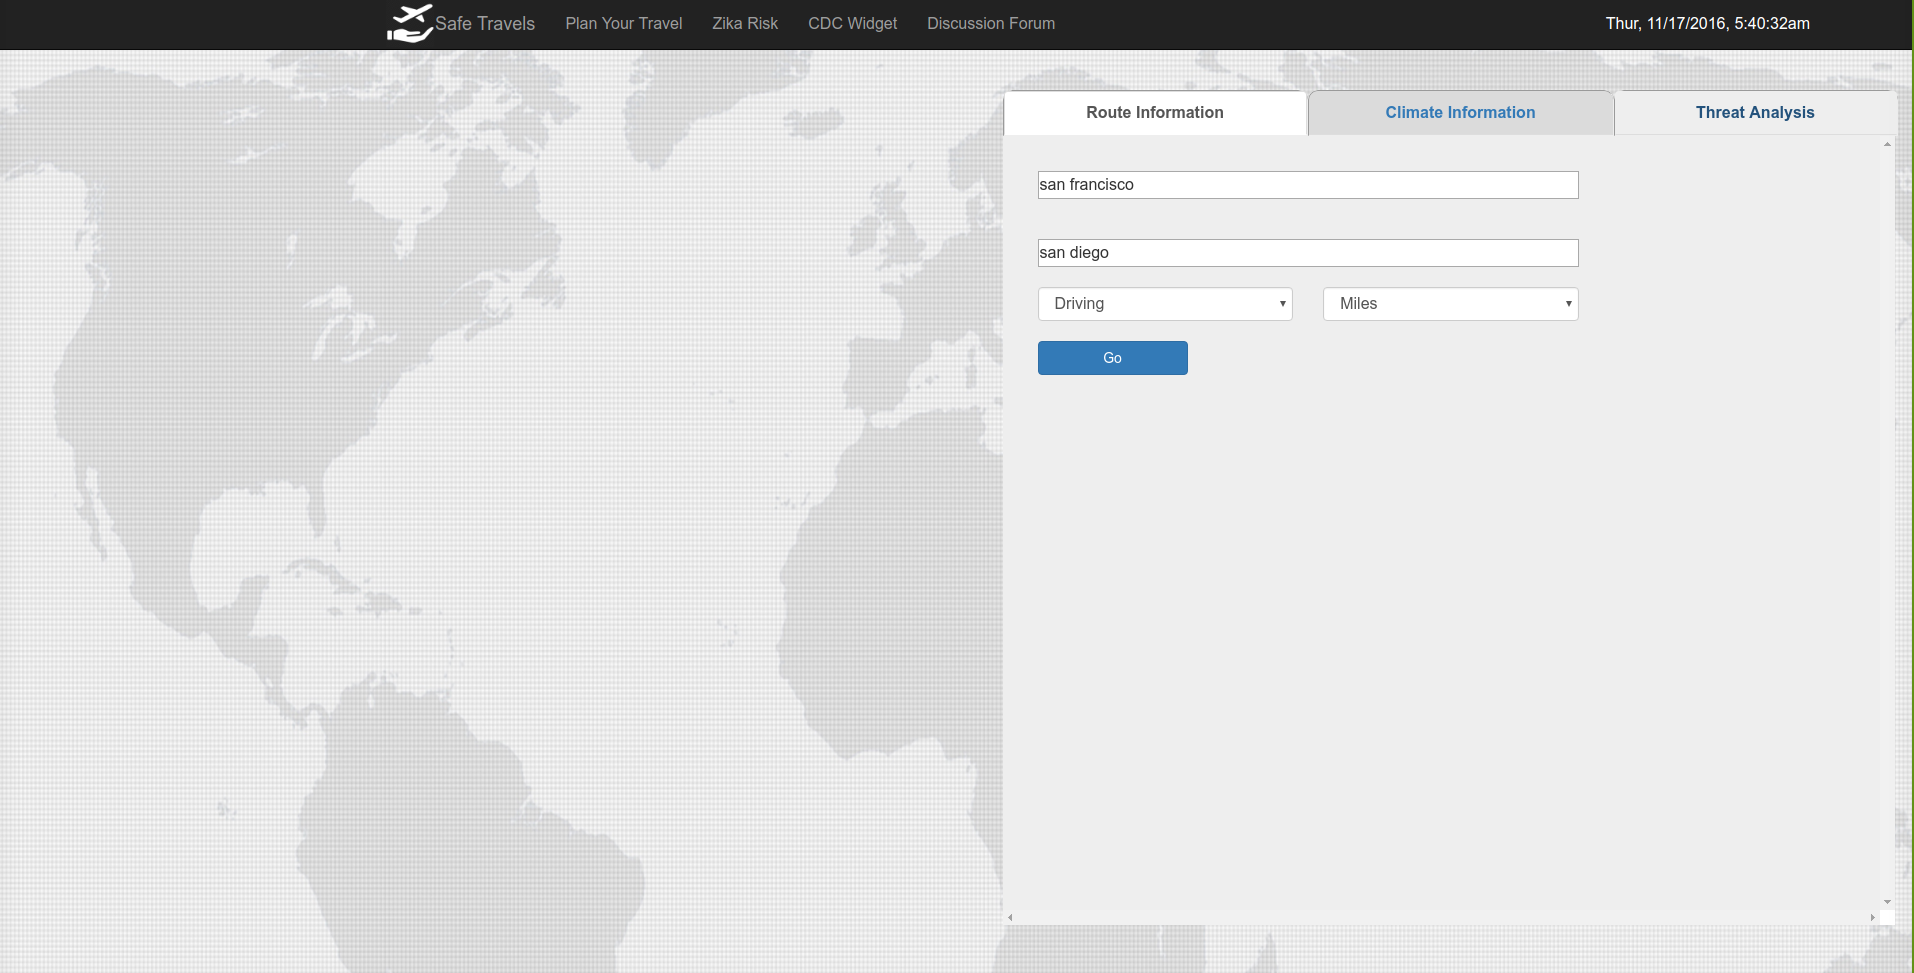 Safe Travels Plan Your Travel Zika Risk CDC Widget Discussion Forum Thur, 11/17/2016, 5:40:32am
Route Information Climate Information Threat Analysis
san francisco
san diego
Driving Miles
Go